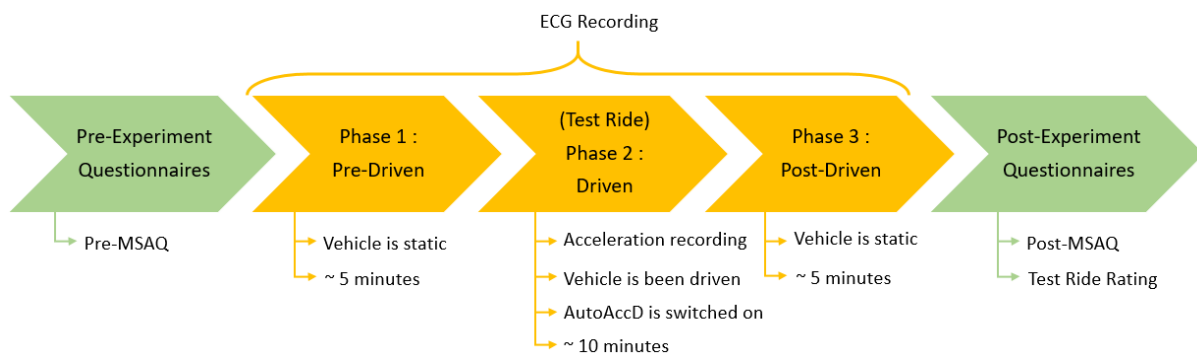 ECG Recording
Pre-Experiment
Questionnaires
Pre-MSAQ
Phase 1 :
Pre-Driven
Vehicle is static
~ 5 minutes
(Test Ride)
Phase 2 :
Driven
Acceleration recording
Vehicle is been driven
AutoAccD is switched on
~ 10 minutes
Phase 3 :
Post-Driven
Vehicle is static
~ 5 minutes
Post-Experiment
Questionnaires
Post-MSAQ
Test Ride Rating